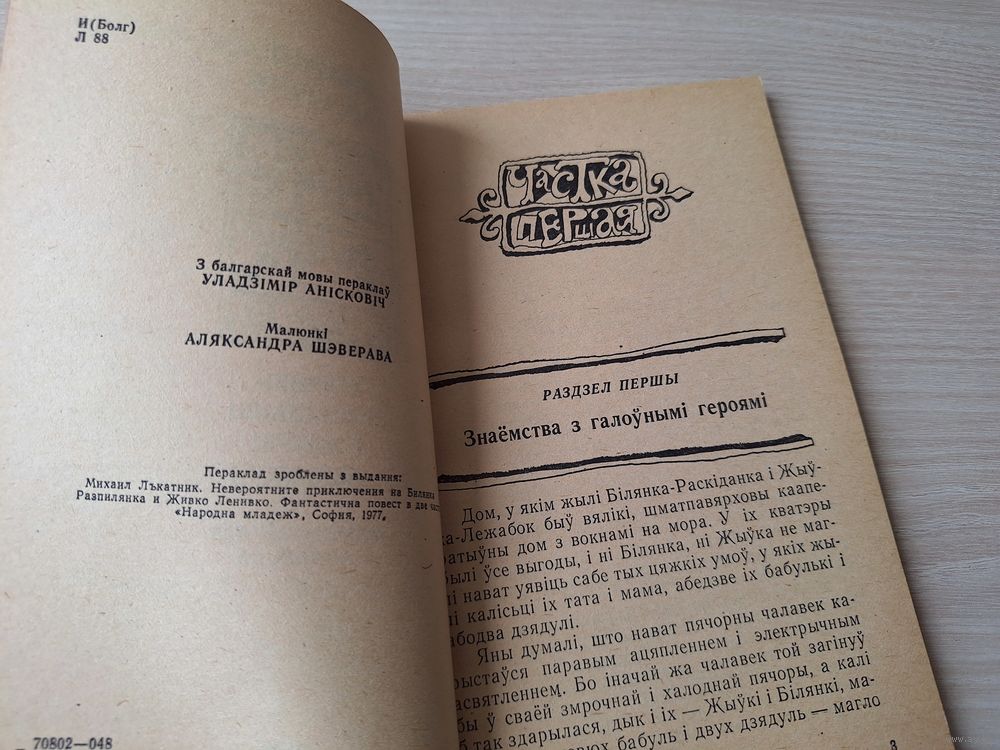 И(Болг)
Л 88
З балгарскай мовы пераклаў
УЛАДЗІМІР АНІСКОВІЧ
Малюнкі
АЛЯКСАНДРА ШЭВЕРАВА
Пераклад зроблены з выдання:
Михаил Лъкатник. Невероятните приключения на Билянка
Разпилянка и Живко Ленивко. Фантастична повест в две част
«Народна младеж», София, 1977.
70802—048
Частка
першая
РАЗДЗЕЛ ПЕРШЫ
Знаёмства з галоўнымі героямі
Дом, у якім жылі Білянка-Раскіданка і Жыў-
ка-Лежабок быў вялікі, шматпавярховы каапе-
ратыўны дом з вокнамі на мора. Ў іх кватэры
былі ўсе выгоды, і ні Білянка, ні Жыўка не маг-
лі нават уявіць сабе тых цяжкіх умоў, у якіх жы-
лі калісьці іх тата і мама, абедзве іх бабулькі і
абодва дзядулі.
Яны думалі, што нават пячорны чалавек ка-
рыстаўся паравым ацяпленнем і электрычным
асвятленнем. Бо іначай жа чалавек той загінуў
бы ў сваёй змрочнай і халоднай пячоры, а калі
б так здарылася, дык і іх — Жыўкі і Білянкі, ма-
бабуль і двух дзядуль — магло
3